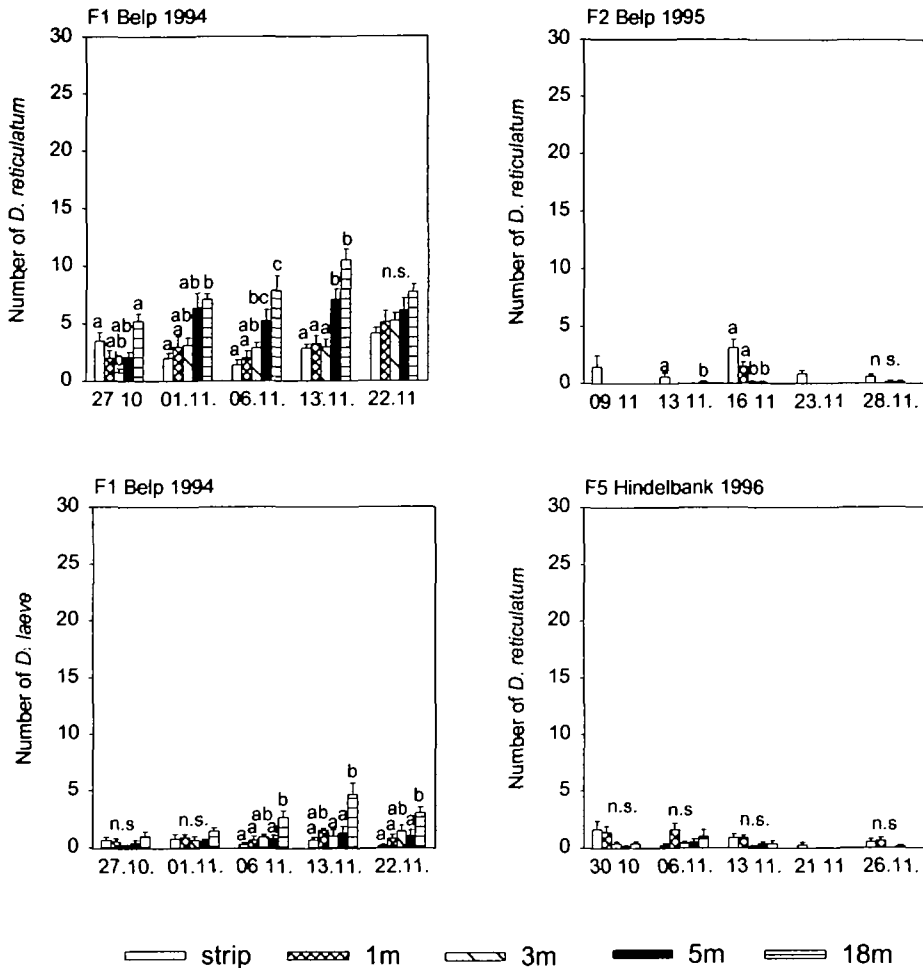 F1 Belp 1994
30
25
20
15
10
5
0
Number of D. reticulatum
a ab b ab a
a ab a ab b
a a ab bc c
a a a b b
n.s.
27 10 01.11. 06.11. 13.11. 22.11
F2 Belp 1995
30
25
20
15
10
5
0
Number of D. reticulatum
a b
a a b b
n s.
09 11 13 11. 16 11 23.11 28.11.
F1 Belp 1994
30
25
20
15
10
5
0
Number of D. laeve
n.s
n.s.
a a ab a b
a ab a a b
a a ab a b
27.10. 01.11. 06 11. 13.11. 22.11.
F5 Hindelbank 1996
30
25
20
15
10
5
0
Number of D. reticulatum
n.s.
n.s.
n.s.
n.s
30 10 06.11. 13 11. 21 11 26.11.
strip 1m 3m 5m 18m